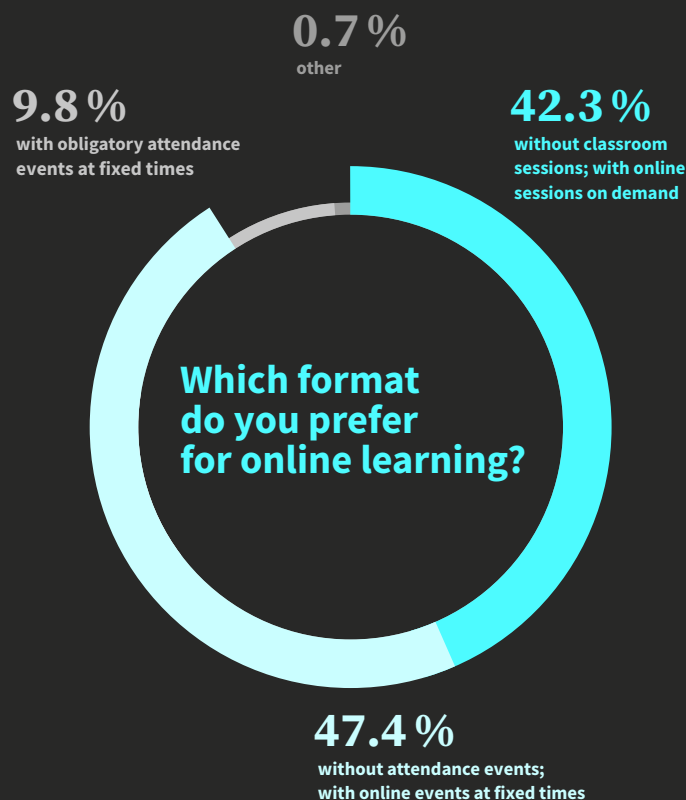 0.7 %
other
9.8 %
with obligatory attendance
events at fixed times
42.3 %
without classroom
sessions; with online
sessions on demand
Which format
do you prefer
for online learning?
47.4 %
without attendance events;
with online events at fixed times